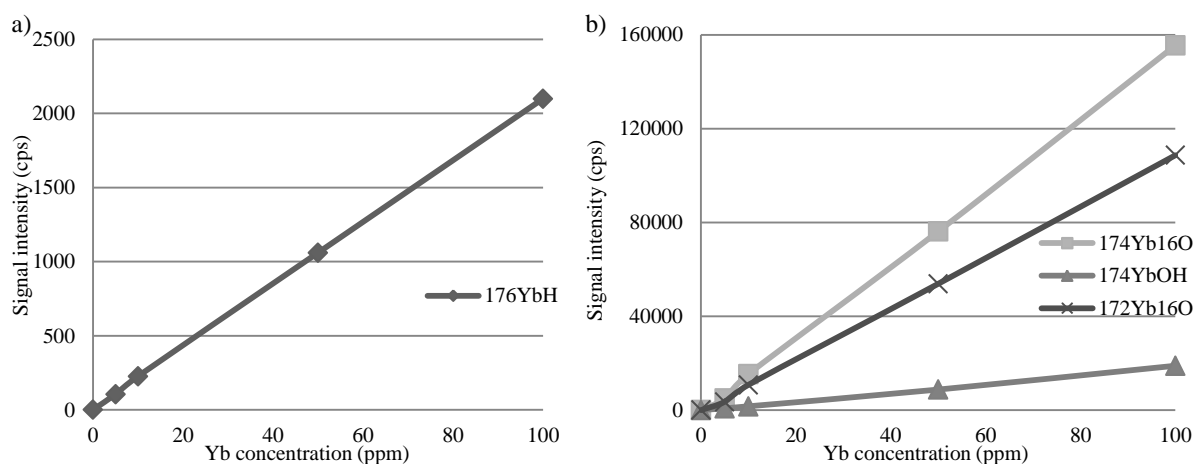 a)
Signal intensity (cps)
2500
2000
1500
1000
500
0
0 20 40 60 80 100
Yb concentration (ppm)
176YbH
b)
Signal intensity (cps)
160000
120000
80000
40000
0
0 20 40 60 80 100
Yb concentration (ppm)
174Yb16O
174YbOH
172Yb16O